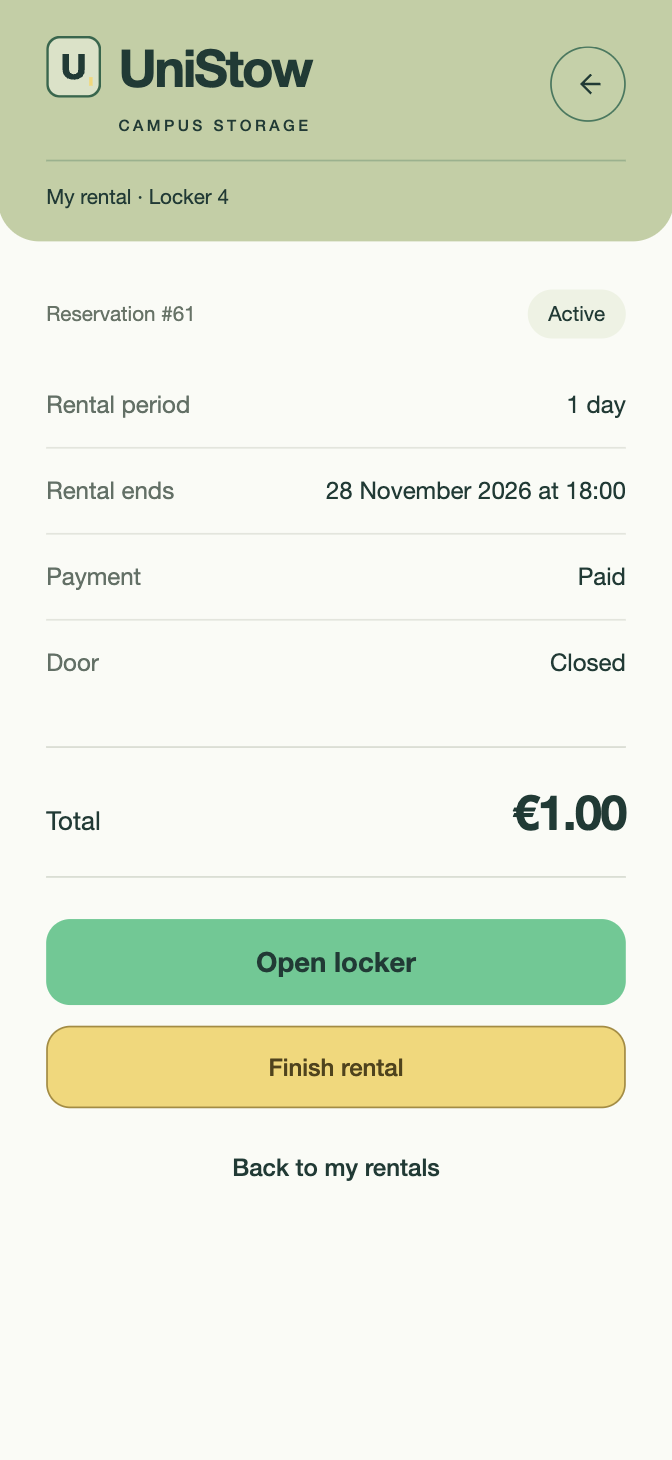 U UniStow
CAMPUS STORAGE
My rental · Locker 4
Reservation #61 Active
Rental period 1 day
Rental ends 28 November 2026 at 18:00
Payment Paid
Door Closed
Total €1.00
Open locker
Finish rental
Back to my rentals